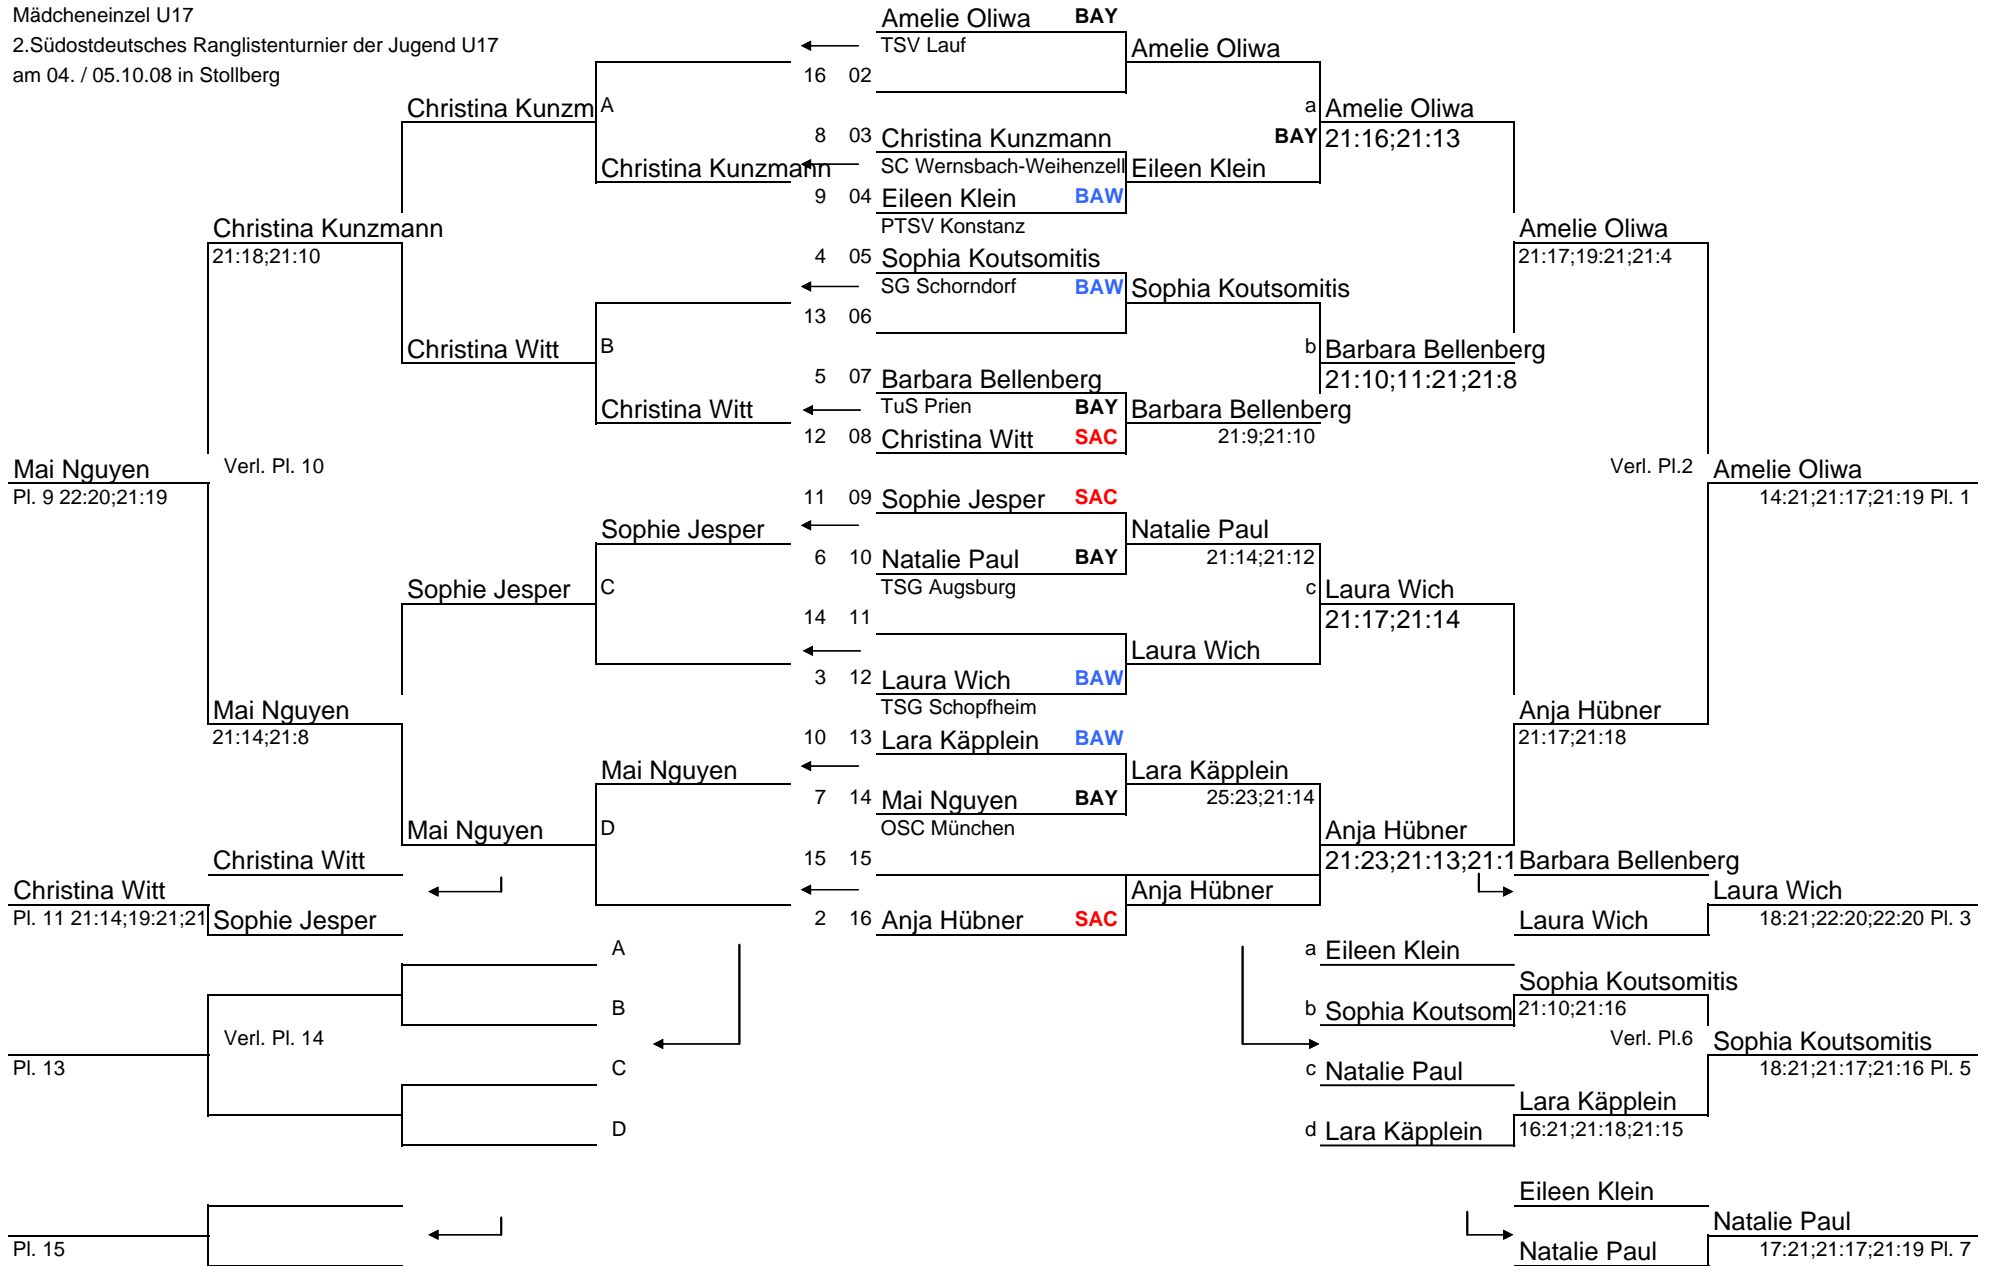 Mädcheneinzel U17
2.Südostdeutsches Ranglistenturnier der Jugend U17
am 04. / 05.10.08 in Stollberg
Amelie Oliwa BAY
TSV Lauf
Amelie Oliwa
16 02
Christina Kunzm A
a Amelie Oliwa
8 03 Christina Kunzmann
BAY 21:16;21:13
Christina Kunzmann
SC Wernsbach-Weihenzell
Eileen Klein
9 04 Eileen Klein BAW
PTSV Konstanz
Christina Kunzmann
21:18;21:10
Amelie Oliwa
21:17;19:21;21:4
4 05 Sophia Koutsomitis
SG Schorndorf BAW
Sophia Koutsomitis
13 06
Christina Witt B
b Barbara Bellenberg
21:10;11:21;21:8
5 07 Barbara Bellenberg
Christina Witt
TuS Prien BAY
Barbara Bellenberg
12 08 Christina Witt SAC
21:9;21:10
Mai Nguyen
Verl. Pl. 10
Pl. 9 22:20;21:19
Verl. Pl.2
Amelie Oliwa
14:21;21:17;21:19 Pl. 1
11 09 Sophie Jesper SAC
Sophie Jesper
Natalie Paul
6 10 Natalie Paul BAY
21:14;21:12
TSG Augsburg
Sophie Jesper C
c Laura Wich
21:17;21:14
14 11
Laura Wich
3 12 Laura Wich BAW
TSG Schopfheim
Mai Nguyen
21:14;21:8
Anja Hübner
21:17;21:18
10 13 Lara Käpplein BAW
Mai Nguyen
Lara Käpplein
7 14 Mai Nguyen BAY
25:23;21:14
OSC München
Mai Nguyen D
Anja Hübner
15 15
21:23;21:13;21:1
Christina Witt
Barbara Bellenberg
Christina Witt
Anja Hübner
Laura Wich
Pl. 11 21:14;19:21;21
Sophie Jesper
2 16 Anja Hübner SAC
Laura Wich
18:21;22:20;22:20 Pl. 3
A
a Eileen Klein
Sophia Koutsomitis
B
b Sophia Koutsom
21:10;21:16
Verl. Pl. 14
Verl. Pl.6
Sophia Koutsomitis
Pl. 13
C
c Natalie Paul
18:21;21:17;21:16 Pl. 5
Lara Käpplein
D
d Lara Käpplein
16:21;21:18;21:15
Eileen Klein
Natalie Paul
Pl. 15
Natalie Paul
17:21;21:17;21:19 Pl. 7